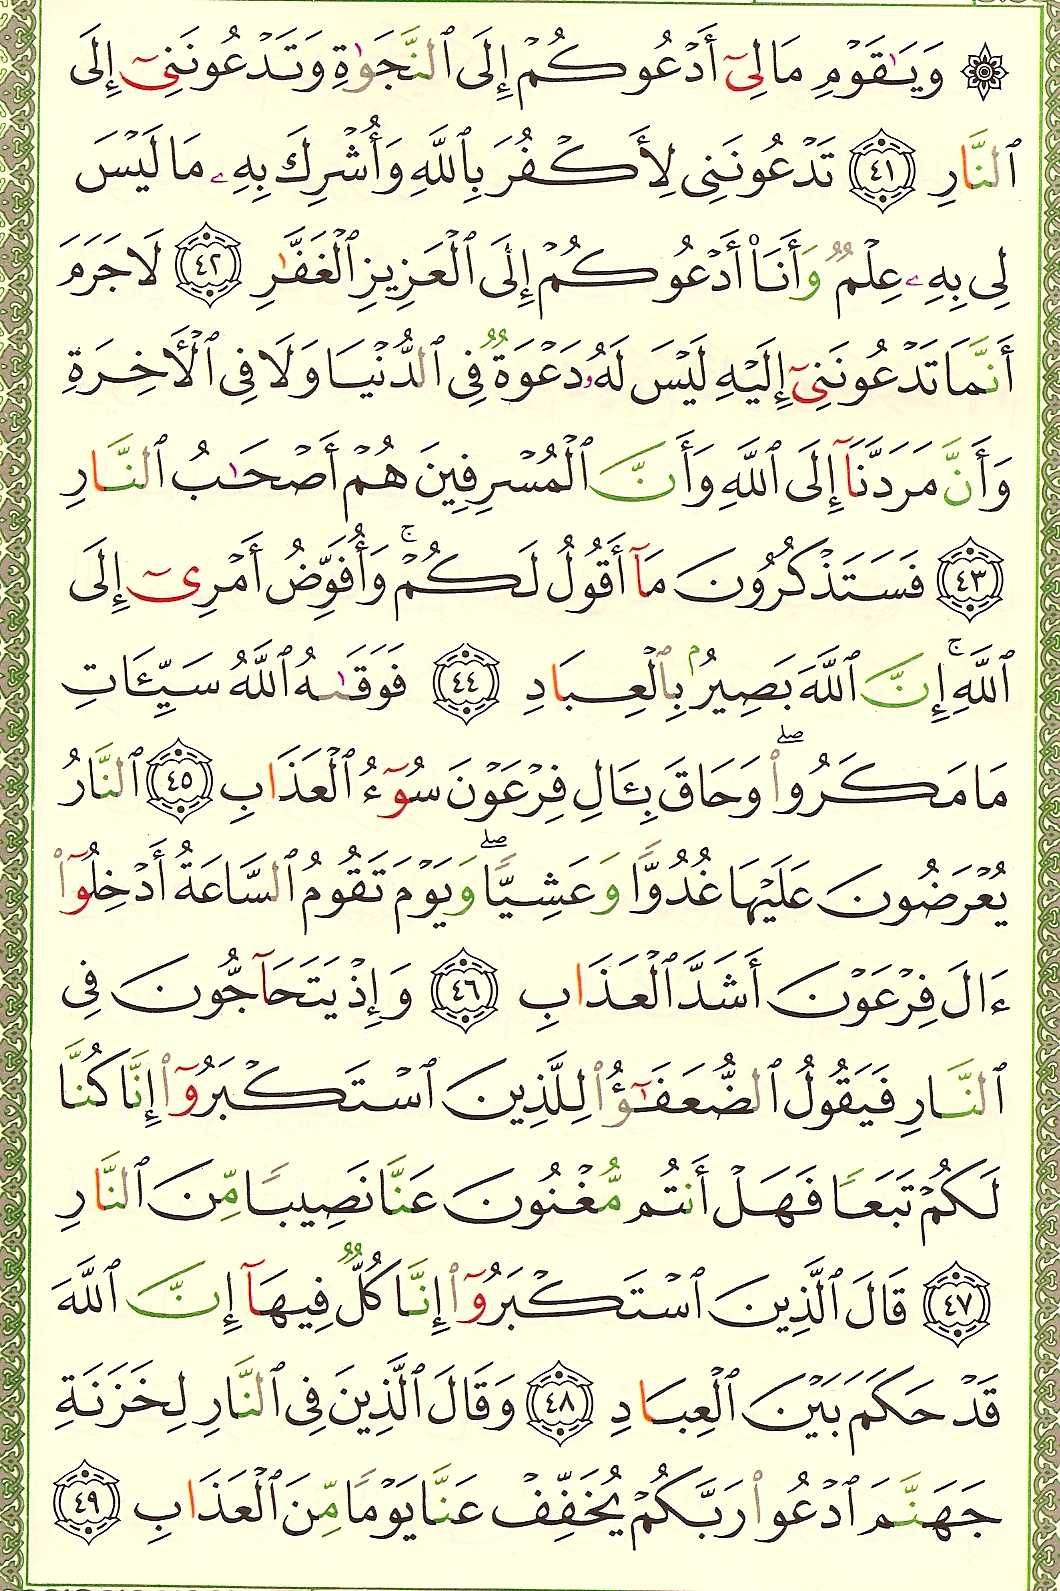 ۞ وَيَٰقَوْمِ مَا لِىٓ أَدْعُوكُمْ إِلَى ٱلنَّجَوٰةِ وَتَدْعُونَنِىٓ إِلَى
ٱلنَّارِ ٤١ تَدْعُونَنِى لِأَكْفُرَ بِٱللَّهِ وَأُشْرِكَ بِهِۦ مَا لَيْسَ
لِى بِهِۦ عِلْمٌ وَأَنَا۠ أَدْعُوكُمْ إِلَى ٱلْعَزِيزِ ٱلْغَفَّٰرِ ٤٢ لَا جَرَمَ
أَنَّمَا تَدْعُونَنِىٓ إِلَيْهِ لَيْسَ لَهُۥ دَعْوَةٌ فِى ٱلدُّنْيَا وَلَا فِى ٱلْءَاخِرَةِ
وَأَنَّ مَرَدَّنَآ إِلَى ٱللَّهِ وَأَنَّ ٱلْمُسْرِفِينَ هُمْ أَصْحَٰبُ ٱلنَّارِ
٤٣ فَسَتَذْكُرُونَ مَآ أَقُولُ لَكُمْ ۚ وَأُفَوِّضُ أَمْرِىٓ إِلَى
ٱللَّهِ ۚ إِنَّ ٱللَّهَ بَصِيرٌۢ بِٱلْعِبَادِ ٤٤ فَوَقَىٰهُ ٱللَّهُ سَيِّـَٔاتِ
مَا مَكَرُوا۟ ۖ وَحَاقَ بِـَٔالِ فِرْعَوْنَ سُوٓءُ ٱلْعَذَابِ ٤٥ ٱلنَّارُ
يُعْرَضُونَ عَلَيْهَا غُدُوًّا وَعَشِيًّا ۖ وَيَوْمَ تَقُومُ ٱلسَّاعَةُ أَدْخِلُوٓا۟
ءَالَ فِرْعَوْنَ أَشَدَّ ٱلْعَذَابِ ٤٦ وَإِذْ يَتَحَآجُّونَ فِى
ٱلنَّارِ فَيَقُولُ ٱلضُّعَفَٰٓؤُا۟ لِلَّذِينَ ٱسْتَكْبَرُوٓا۟ إِنَّا كُنَّا
لَكُمْ تَبَعًا فَهَلْ أَنتُم مُّغْنُونَ عَنَّا نَصِيبًا مِّنَ ٱلنَّارِ
٤٧ قَالَ ٱلَّذِينَ ٱسْتَكْبَرُوٓا۟ إِنَّا كُلٌّ فِيهَآ إِنَّ ٱللَّهَ
قَدْ حَكَمَ بَيْنَ ٱلْعِبَادِ ٤٨ وَقَالَ ٱلَّذِينَ فِى ٱلنَّارِ لِخَزَنَةِ
جَهَنَّمَ ٱدْعُوا۟ رَبَّكُمْ يُخَفِّفْ عَنَّا يَوْمًا مِّنَ ٱلْعَذَابِ ٤٩